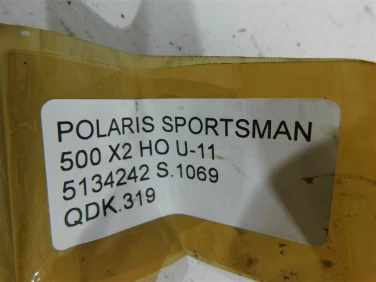 POLARIS SPORTSMAN
500 X2 HO U-11
5134242 S.1069
QDK.319